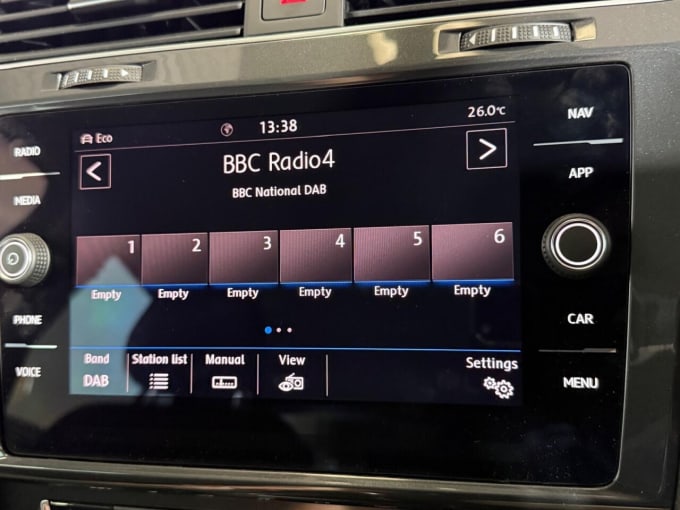 13:38
26.0°C
Eco
NAV
RADIO
BBC Radio4
APP
BBC National DAB
MEDIA
1 2 3 4 5 6
Empty Empty Empty Empty Empty Empty
PHONE
CAR
Band Station list Manual View Settings
DAB
VOICE
MENU